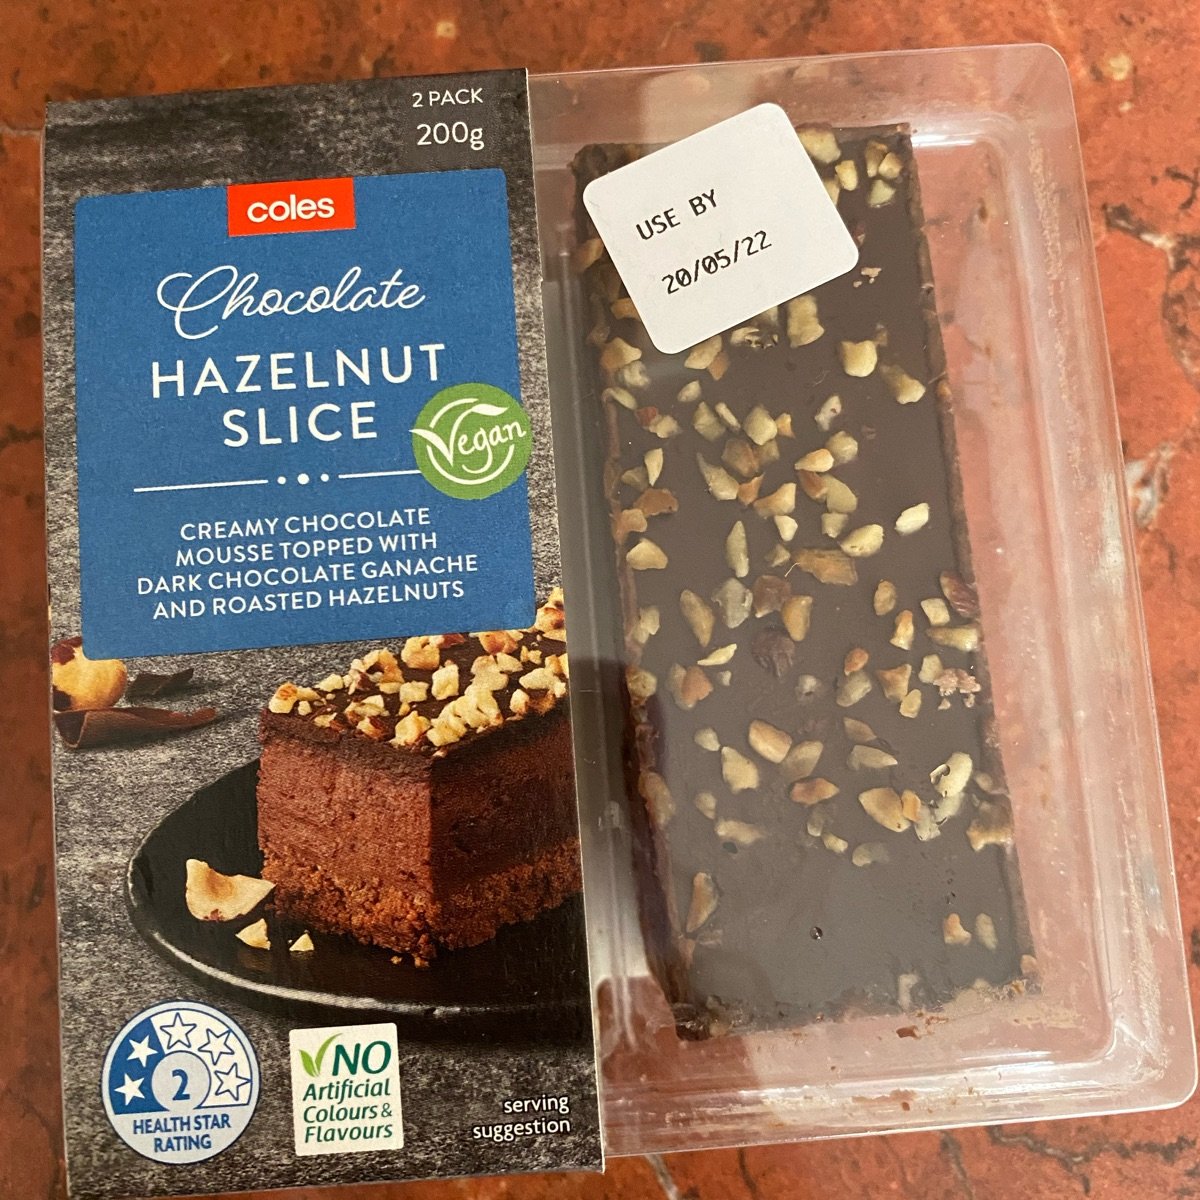 2 PACK
200g
coles
Chocolate
HAZELNUT
SLICE
Vegan
CREAMY CHOCOLATE
MOUSSE TOPPED WITH
DARK CHOCOLATE GANACHE
AND ROASTED HAZELNUTS
2
HEALTH STAR
RATING
NO
Artificial
Colours &
Flavours
serving
suggestion
USE BY
20/05/22